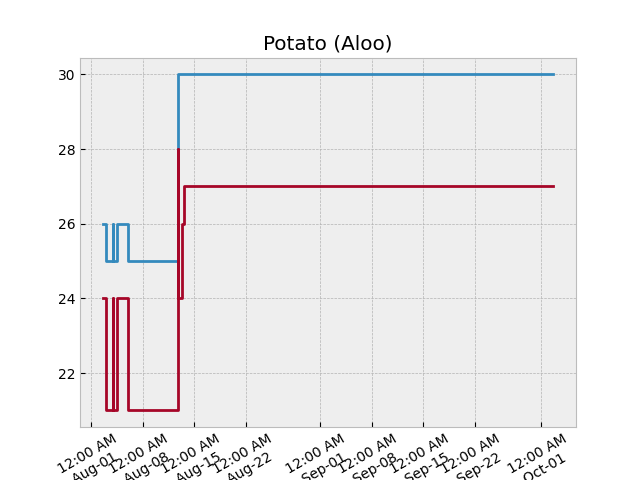 Potato (Aloo)
30
28
26
24
22
12:00 AM
Aug-01
12:00 AM
Aug-08
12:00 AM
Aug-15
12:00 AM
Aug-22
12:00 AM
Sep-01
12:00 AM
Sep-08
12:00 AM
Sep-15
12:00 AM
Sep-22
12:00 AM
Oct-01